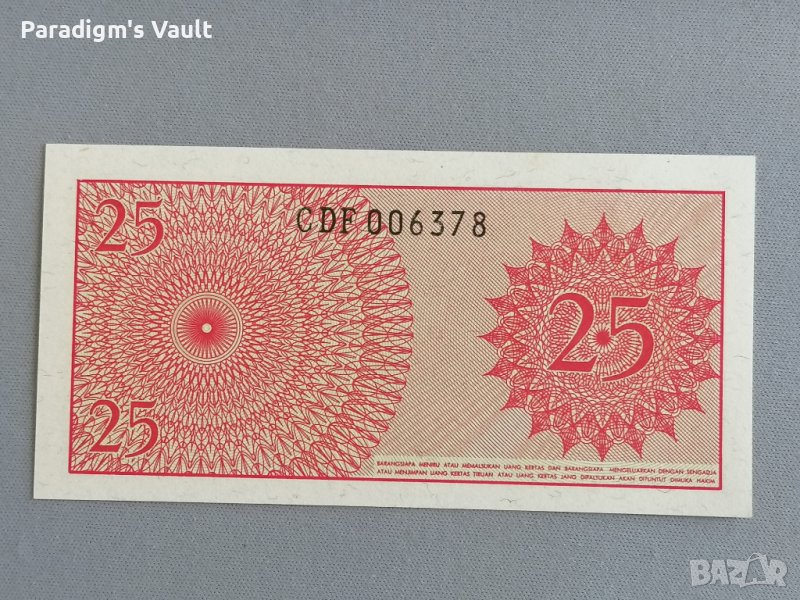 Paradigm's Vault
25
CDF 006378
25
25
BARANGSIAPA MENIRU ATAU MEMALSUKAN UANG KERTAS DAN BARANGSIAPA MENGELUARKAN DENGAN SENGADJA
ATAU MENJIMPAN UANG KERTAS TIRUAN ATAU UANG KERTAS JANG DIPALSUKAN AKAN DITUNTUT DIMUKA HAKIM
BAZAR